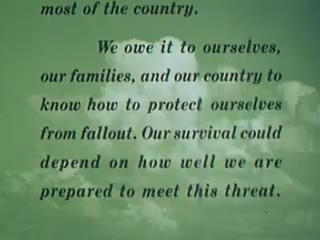 most of the country.
We owe it to ourselves,
our families, and our country to
know how to protect ourselves
from fallout. Our survival could
depend on how well we are
prepared to meet this threat.